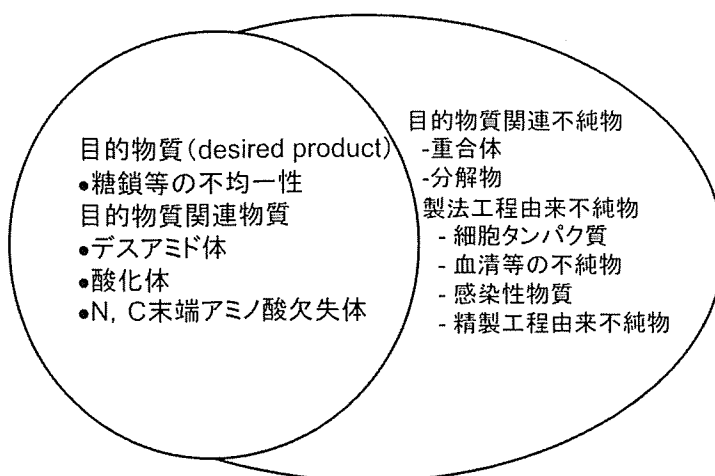 目的物質(desired product)
●糖鎖等の不均一性
目的物質関連物質
●デスアミド体
●酸化体
●N, C末端アミノ酸欠失体
目的物質関連不純物
-重合体
-分解物
製法工程由来不純物
- 細胞タンパク質
- 血清等の不純物
- 感染性物質
- 精製工程由来不純物